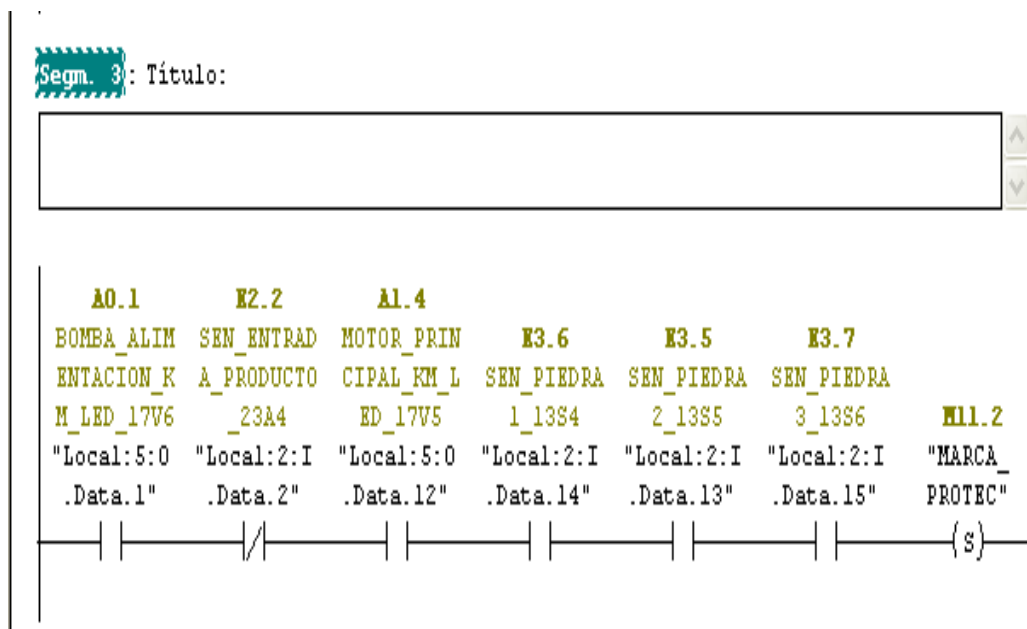 Segm. 3: Título:
A0.1 E2.2 A1.4
BOMBA_ALIM SEN_ENTRAD MOTOR_PRIN E3.6 E3.5 E3.7
ENTACION_K A_PRODUCTO CIPAL_KM_L SEN_PIEDRA SEN_PIEDRA SEN_PIEDRA
M_LED_17V6 _23A4 ED_17V5 1_13S4 2_13S5 3_13S6 M11.2
"Local:5:O "Local:2:I "Local:5:O "Local:2:I "Local:2:I "Local:2:I "MARCA_
.Data.1" .Data.2" .Data.12" .Data.14" .Data.13" .Data.15" PROTEC"
(S)